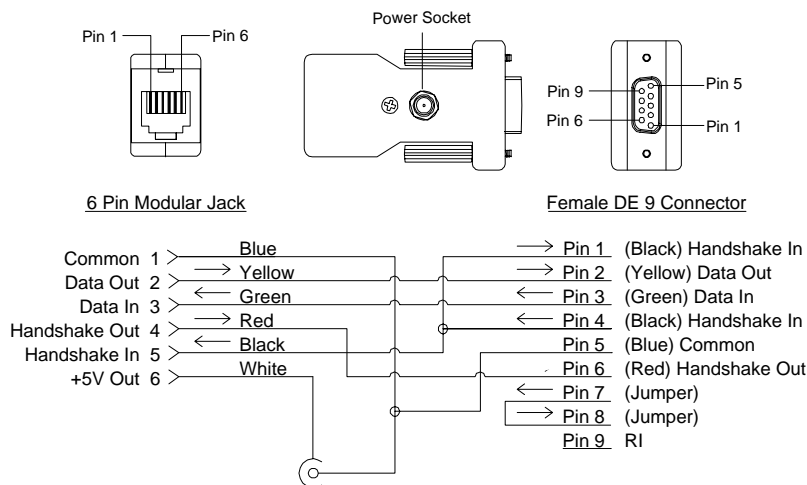 Power Socket
Pin 1
Pin 6
Pin 9
Pin 5
Pin 6
Pin 1
6 Pin Modular Jack
Female DE 9 Connector
Common 1
Data Out 2
Data In 3
Handshake Out 4
Handshake In 5
+5V Out 6
Blue
Yellow
Green
Red
Black
White
Pin 1 (Black) Handshake In
Pin 2 (Yellow) Data Out
Pin 3 (Green) Data In
Pin 4 (Black) Handshake In
Pin 5 (Blue) Common
Pin 6 (Red) Handshake Out
Pin 7 (Jumper)
Pin 8 (Jumper)
Pin 9 RI